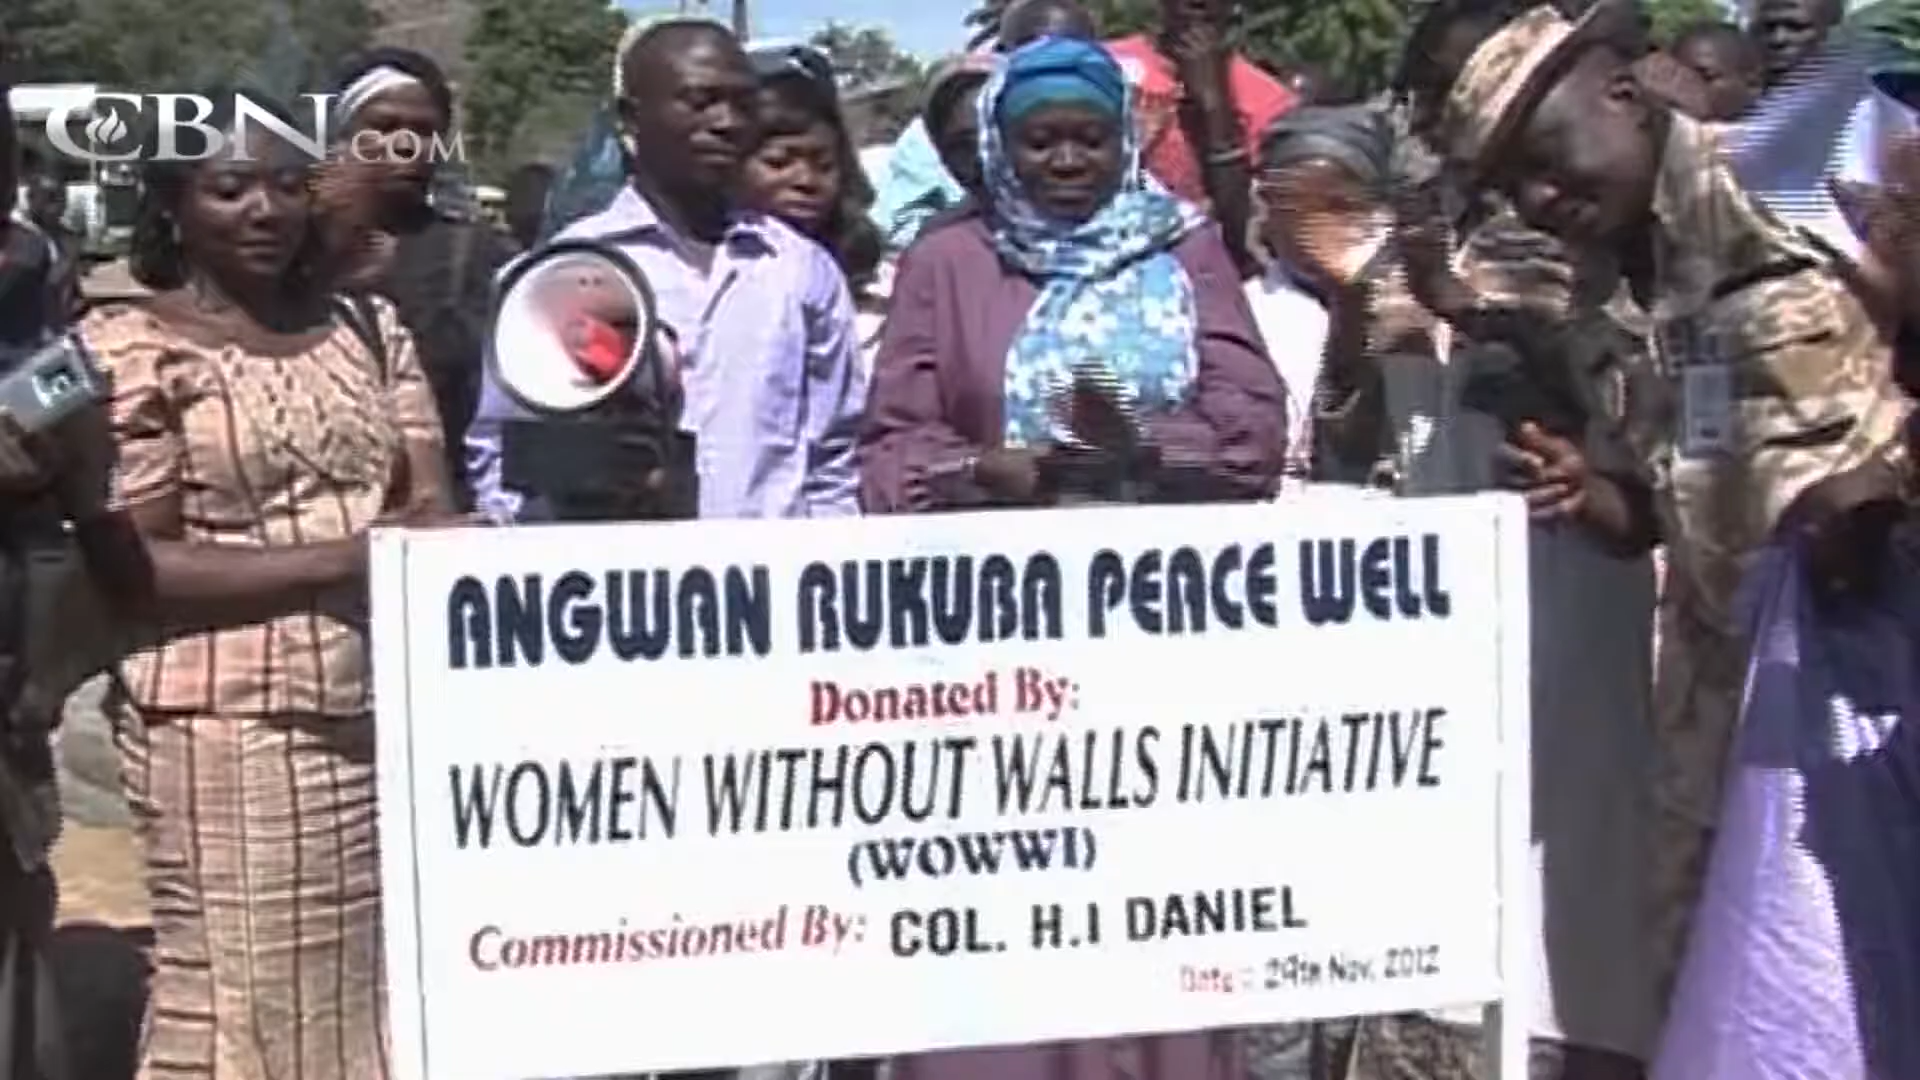 CBN.COM
ANGWAN RUKUBA PEACE WELL
Donated By:
WOMEN WITHOUT WALLS INITIATIVE
(WOWWI)
Commissioned By: COL. H.I DANIEL
Date: 29th Nov, 2012